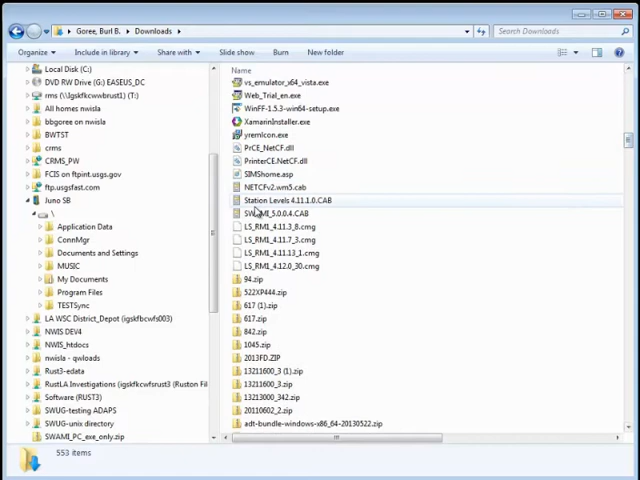 Goree, Burl B. ▸ Downloads ▸
Search Downloads
Organize Include in library Share with Slide show Burn New folder
Local Disk (C:)
DVD RW Drive (G:) EASEUS_DC
rms (\\Igskfkcwwbrust1) (T:)
All homes nwisla
bbgoree on nwisla
BWTST
crms
CRMS_PW
FCIS on ftpint.usgs.gov
ftp.usgsfast.com
Juno SB
\
Application Data
ConnMgr
Documents and Settings
MUSIC
My Documents
Program Files
TESTSync
LA WSC District_Depot (igskfkcwfs003)
NWIS DEV4
NWIS_htdocs
nwisla - qwloads
Rust3-edata
RustLA Investigations (igskfkcwfsrust3) (Ruston Fil
Software (RUST3)
SWUG-testing ADAPS
SWUG-unix directory
SWAMI_PC_exe_only.zip
Name
vs_emulator_x64_vista.exe
Web_Trial_en.exe
WinFF-1.5.3-win64-setup.exe
XamarinInstaller.exe
yremIcon.exe
PrCE_NetCF.dll
PrinterCE.NetCF.dll
SIMShome.asp
NETCFv2.wm5.cab
Station Levels 4.11.1.0.CAB
SWAMI_5.0.0.4.CAB
LS_RM1_4.11.3_8.cmg
LS_RM1_4.11.7_3.cmg
LS_RM1_4.11.13_1.cmg
LS_RM1_4.12.0_30.cmg
94.zip
522XP444.zip
617 (1).zip
617.zip
842.zip
1045.zip
2013FD.ZIP
13211600_3 (1).zip
13211600_3.zip
13213000_342.zip
20110602_2.zip
adt-bundle-windows-x86_64-20130522.zip
553 items